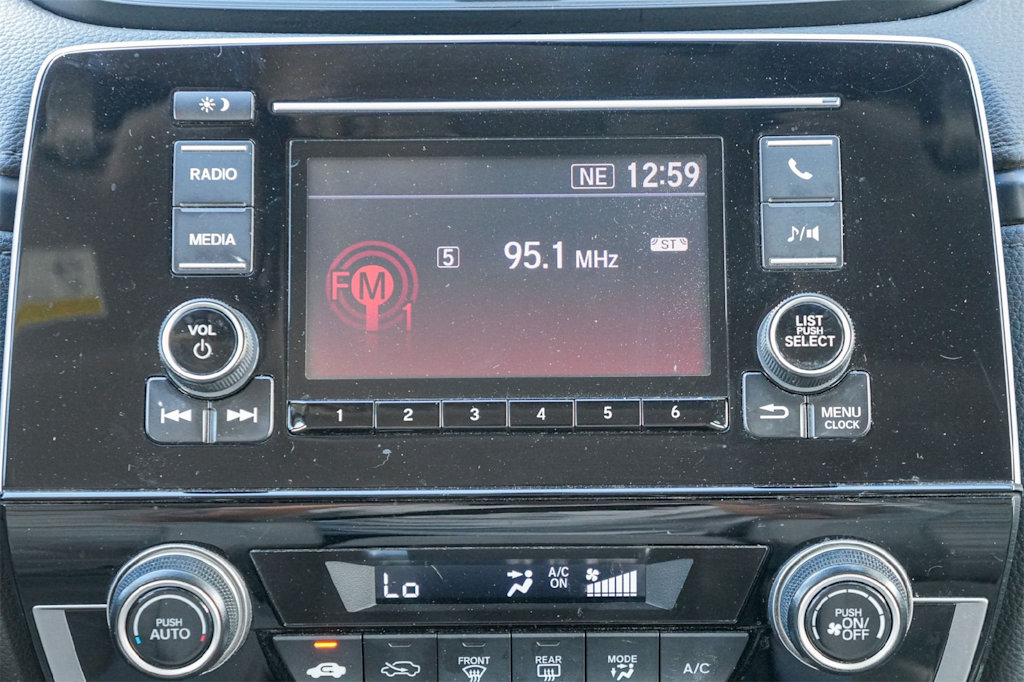 RADIO
MEDIA
VOL
NE 12:59
5 95.1 MHz ST
FM
1
LIST
PUSH
SELECT
1 2 3 4 5 6
MENU
CLOCK
PUSH
AUTO
Lo
A/C
ON
PUSH
ON/
OFF
FRONT
REAR
MODE
A/C